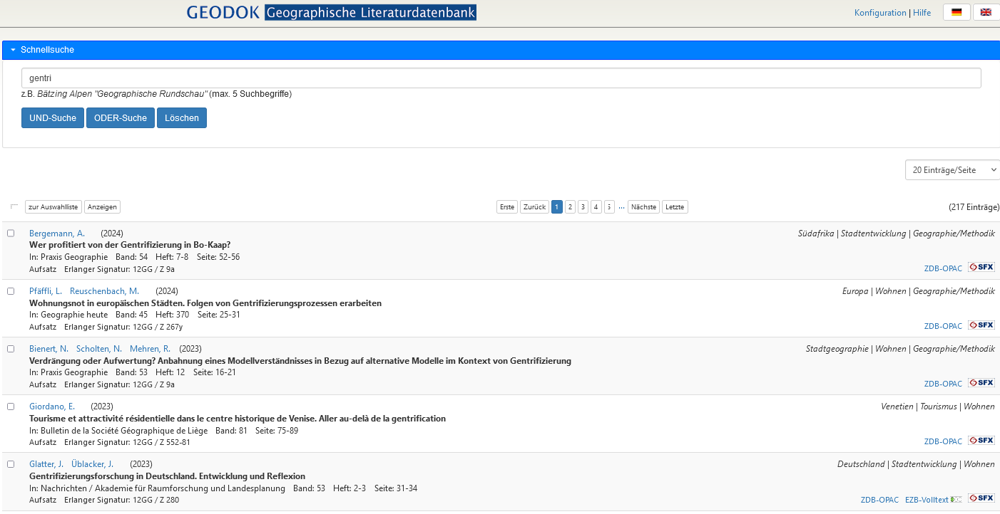 GEODOK Geographische Literaturdatenbank
Konfiguration | Hilfe
Schnellsuche
gentri
z.B. Bätzing Alpen "Geographische Rundschau" (max. 5 Suchbegriffe)
UND-Suche ODER-Suche Löschen
20 Einträge/Seite
zur Auswahlliste Anzeigen Erste Zurück 1 2 3 4 5 ... Nächste Letzte (217 Einträge)
Bergemann, A. (2024) Südafrika | Stadtentwicklung | Geographie/Methodik
Wer profitiert von der Gentrifizierung in Bo-Kaap?
In: Praxis Geographie Band: 54 Heft: 7-8 Seite: 52-56
Aufsatz Erlanger Signatur: 12GG / Z 9a ZDB-OPAC SFX
Pfäffli, L. Reuschenbach, M. (2024) Europa | Wohnen | Geographie/Methodik
Wohnungsnot in europäischen Städten. Folgen von Gentrifizierungsprozessen erarbeiten
In: Geographie heute Band: 45 Heft: 370 Seite: 25-31
Aufsatz Erlanger Signatur: 12GG / Z 267y ZDB-OPAC SFX
Bienert, N. Scholten, N. Mehren, R. (2023) Stadtgeographie | Wohnen | Geographie/Methodik
Verdrängung oder Aufwertung? Anbahnung eines Modellverständnisses in Bezug auf alternative Modelle im Kontext von Gentrifizierung
In: Praxis Geographie Band: 53 Heft: 12 Seite: 16-21
Aufsatz Erlanger Signatur: 12GG / Z 9a ZDB-OPAC SFX
Giordano, E. (2023) Venetien | Tourismus | Wohnen
Tourisme et attractivité résidentielle dans le centre historique de Venise. Aller au-delà de la gentrification
In: Bulletin de la Société Géographique de Liège Band: 81 Seite: 75-89
Aufsatz Erlanger Signatur: 12GG / Z 552-81 ZDB-OPAC SFX
Glatter, J. Üblacker, J. (2023) Deutschland | Stadtentwicklung | Wohnen
Gentrifizierungsforschung in Deutschland. Entwicklung und Reflexion
In: Nachrichten / Akademie für Raumforschung und Landesplanung Band: 53 Heft: 2-3 Seite: 31-34
Aufsatz Erlanger Signatur: 12GG / Z 280 ZDB-OPAC EZB-Volltext SFX